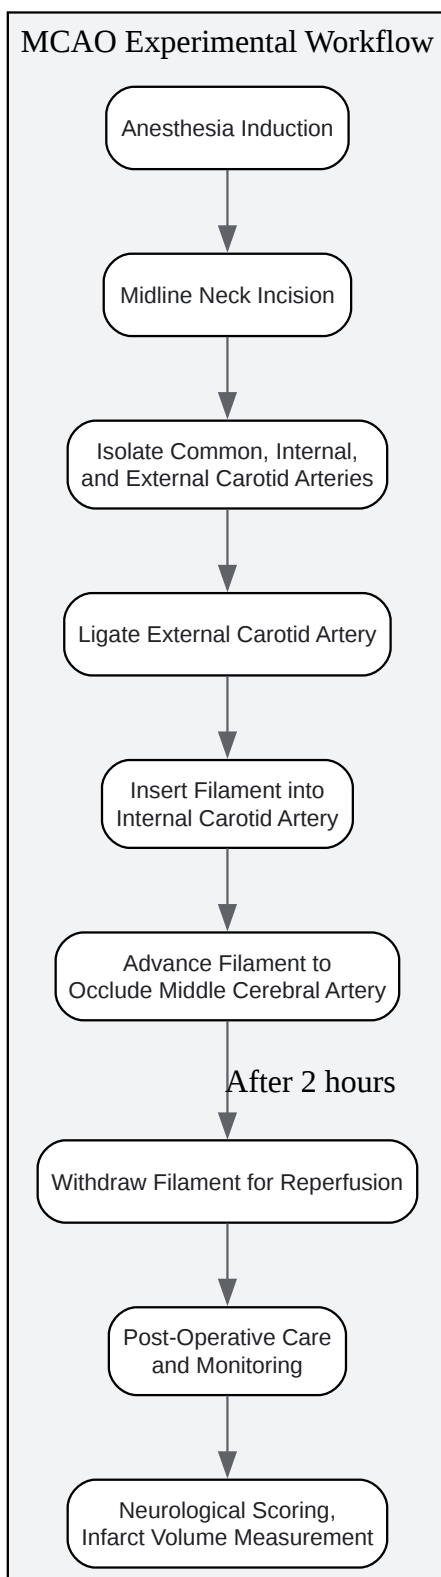 MCAO Experimental Workflow
Anesthesia Induction
Midline Neck Incision
Isolate Common, Internal,
and External Carotid Arteries
Ligate External Carotid Artery
Insert Filament into
Internal Carotid Artery
Advance Filament to
Occlude Middle Cerebral Artery
After 2 hours
Withdraw Filament for Reperfusion
Post-Operative Care
and Monitoring
Neurological Scoring,
Infarct Volume Measurement